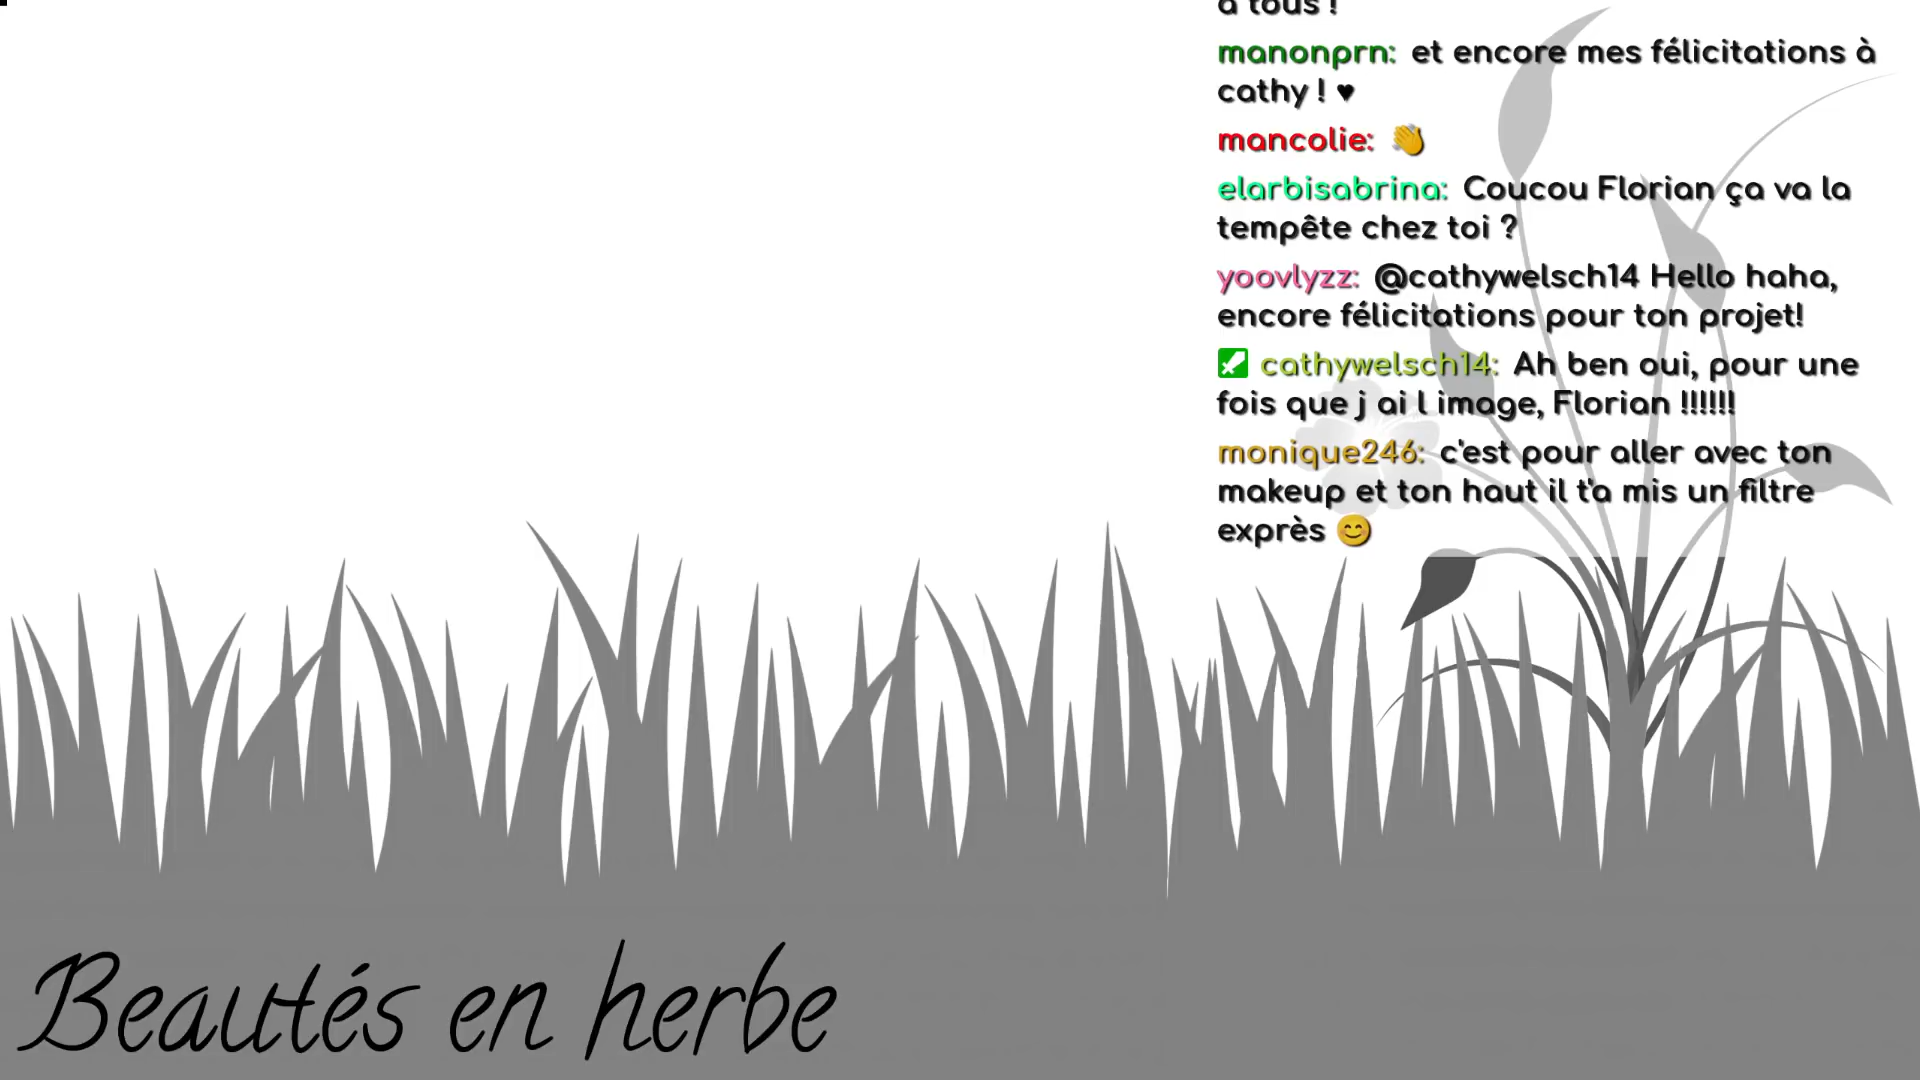 à tous !
manonprn: et encore mes félicitations à
cathy ! ♥
mancolie: 👏
elarbisabrina: Coucou Florian ça va la
tempête chez toi ?
yoovlyzz: @cathywelsch14 Hello haha,
encore félicitations pour ton projet!
cathywelsch14: Ah ben oui, pour une
fois que j ai l image, Florian !!!!!!
monique246: c'est pour aller avec ton
makeup et ton haut il t'a mis un filtre
exprès 😊
Beautés en herbe